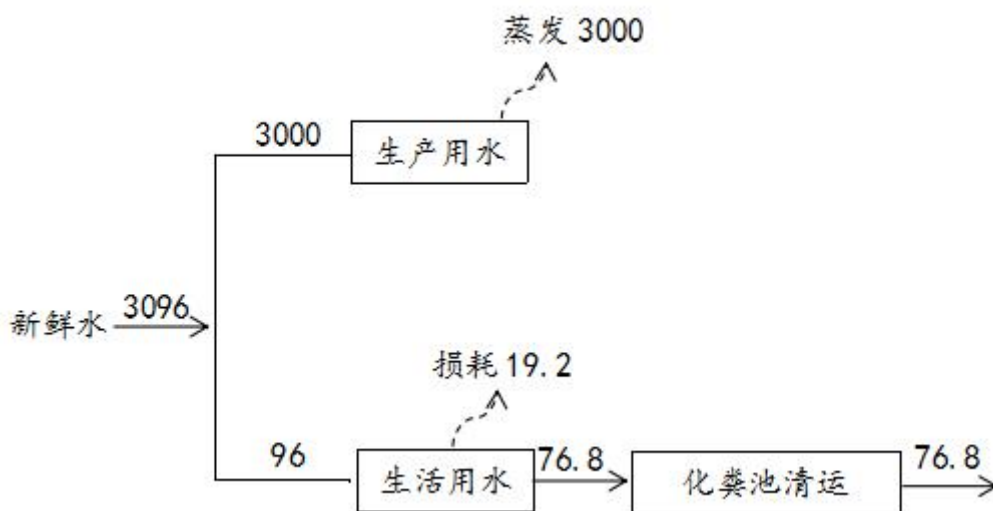 蒸发 3000
3000
生产用水
新鲜水
3096
损耗 19.2
96
生活用水
76.8
化粪池清运
76.8